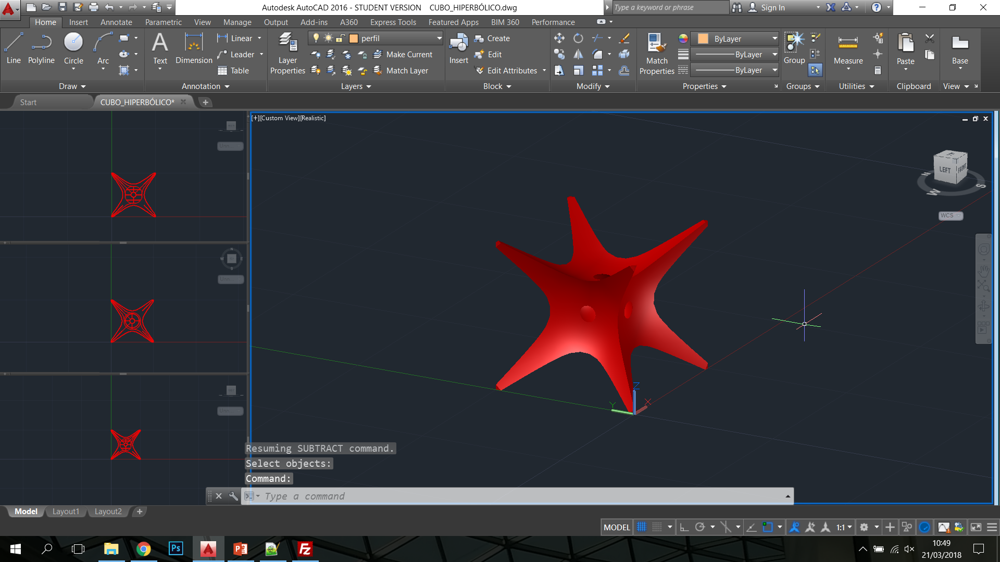 Autodesk AutoCAD 2016 - STUDENT VERSION CUBO_HIPERBÓLICO.dwg
Type a keyword or phrase
Sign In
Home Insert Annotate Parametric View Manage Output Add-ins A360 Express Tools Featured Apps BIM 360 Performance
Line
Polyline
Circle
Arc
Draw
Text
Dimension
Linear
Leader
Table
Annotation
Layer
Properties
perfil
Make Current
Match Layer
Layers
Insert
Create
Edit
Edit Attributes
Block
Modify
Match
Properties
ByLayer
ByLayer
ByLayer
Properties
Group
Groups
Measure
Utilities
Paste
Clipboard
Base
View
Start
CUBO_HIPERBÓLICO*
[+][Custom View][Realistic]
LEFT
FRONT
N
W
S
WCS
N
W
E
S
Z
Y
X
Resuming SUBTRACT command.
Select objects:
Command:
Type a command
Model Layout1 Layout2
MODEL
1:1
Ps
10:49
21/03/2018